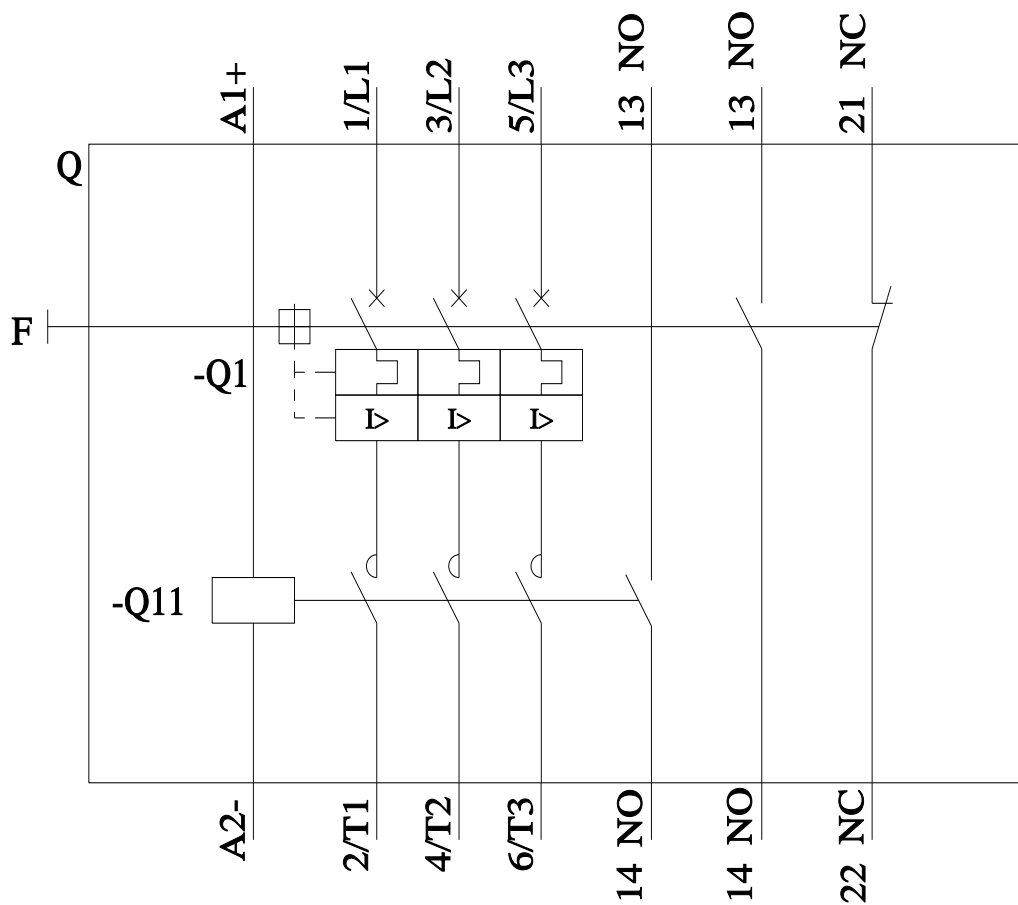 A1+
1/L1
3/L2
5/L3
13 NO
13 NO
21 NC
Q
F
-Q1
I>
I>
I>
-Q11
A2-
2/T1
4/T2
6/T3
14 NO
14 NO
22 NC